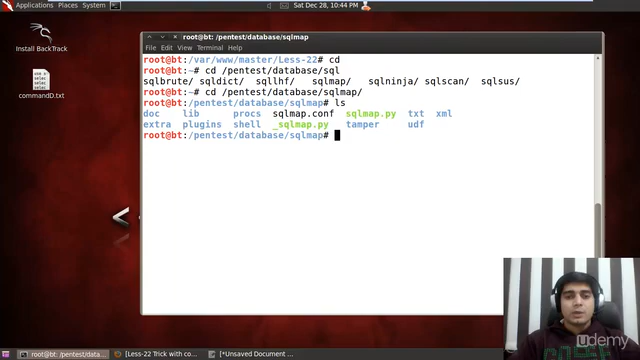 Applications Places System
Sat Dec 28, 10:44 PM
Install BackTrack
commandD.txt
root@bt: /pentest/database/sqlmap
File Edit View Terminal Help
root@bt:/var/www/master/Less-22# cd
root@bt:~# cd /pentest/database/sql
sqlbrute/ sqldict/ sqllhf/ sqlmap/ sqlninja/ sqlscan/ sqlsus/
root@bt:~# cd /pentest/database/sqlmap/
root@bt:/pentest/database/sqlmap# ls
doc lib procs sqlmap.conf sqlmap.py txt xml
extra plugins shell _sqlmap.py tamper udf
root@bt:/pentest/database/sqlmap#
<
udemy
root@bt: /pentest/data...
[Less-22 Trick with co...
[*Unsaved Document ...